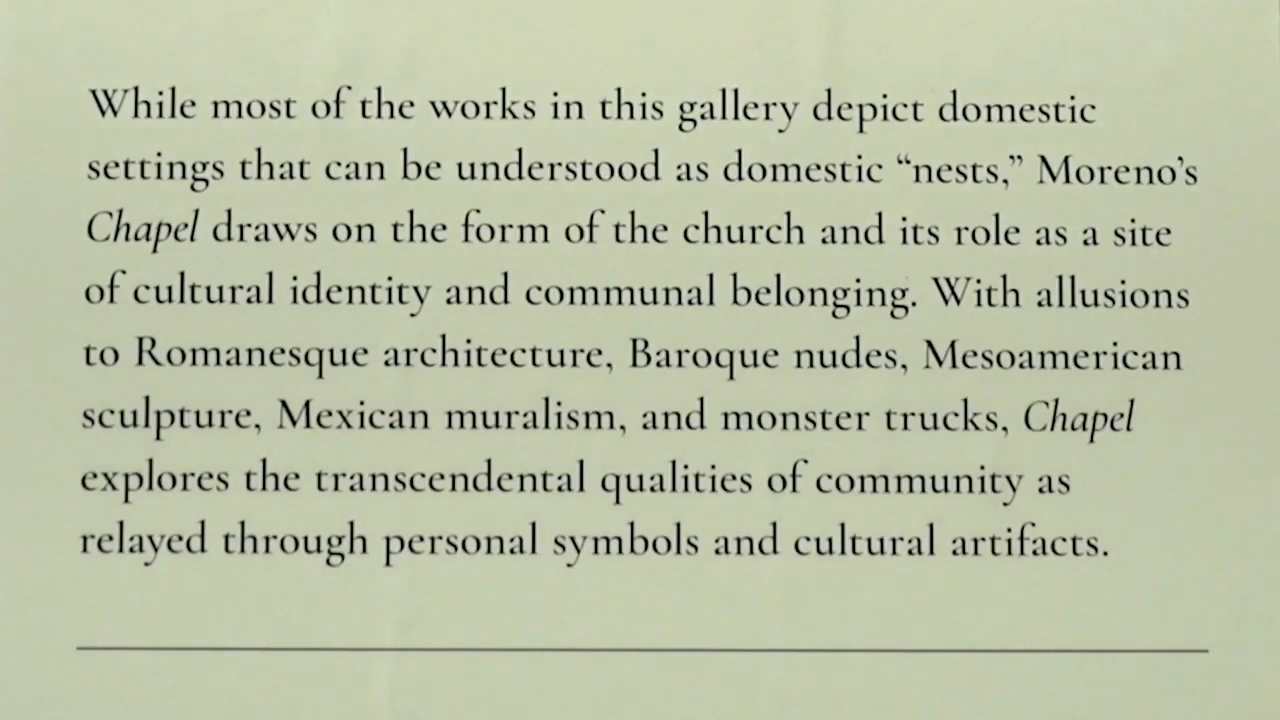 While most of the works in this gallery depict domestic
settings that can be understood as domestic “nests,” Moreno’s
Chapel draws on the form of the church and its role as a site
of cultural identity and communal belonging. With allusions
to Romanesque architecture, Baroque nudes, Mesoamerican
sculpture, Mexican muralism, and monster trucks, Chapel
explores the transcendental qualities of community as
relayed through personal symbols and cultural artifacts.